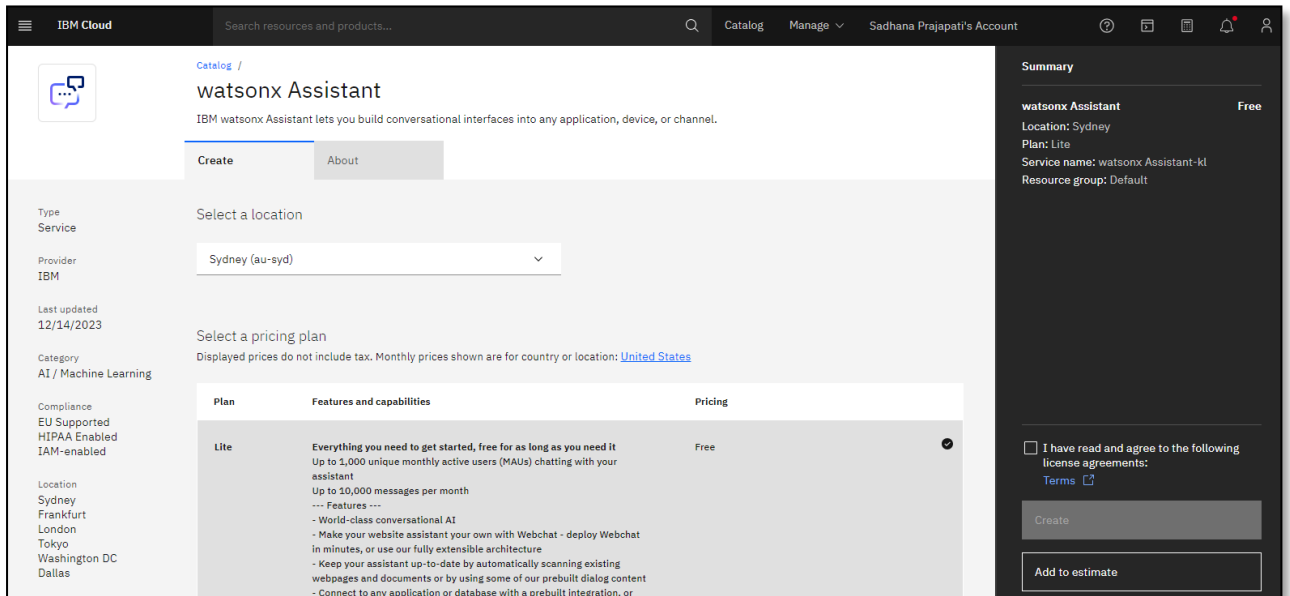 IBM Cloud
Search resources and products...
Catalog
Manage
Sadhana Prajapati's Account
Catalog /
watsonx Assistant
IBM watsonx Assistant lets you build conversational interfaces into any application, device, or channel.
Create
About
Type
Service
Provider
IBM
Last updated
12/14/2023
Category
AI / Machine Learning
Compliance
EU Supported
HIPAA Enabled
IAM-enabled
Location
Sydney
Frankfurt
London
Tokyo
Washington DC
Dallas
Select a location
Sydney (au-syd)
Select a pricing plan
Displayed prices do not include tax. Monthly prices shown are for country or location: United States
Plan
Features and capabilities
Pricing
Lite
Everything you need to get started, free for as long as you need it
Up to 1,000 unique monthly active users (MAUs) chatting with your
assistant
Up to 10,000 messages per month
--- Features ---
- World-class conversational AI
- Make your website assistant your own with Webchat - deploy Webchat
in minutes, or use our fully extensible architecture
- Keep your assistant up-to-date by automatically scanning existing
webpages and documents or by using some of our prebuilt dialog content
- Connect to any application or database with a prebuilt integration, or
Free
Summary
watsonx Assistant
Free
Location: Sydney
Plan: Lite
Service name: watsonx Assistant-kl
Resource group: Default
I have read and agree to the following
license agreements:
Terms
Create
Add to estimate